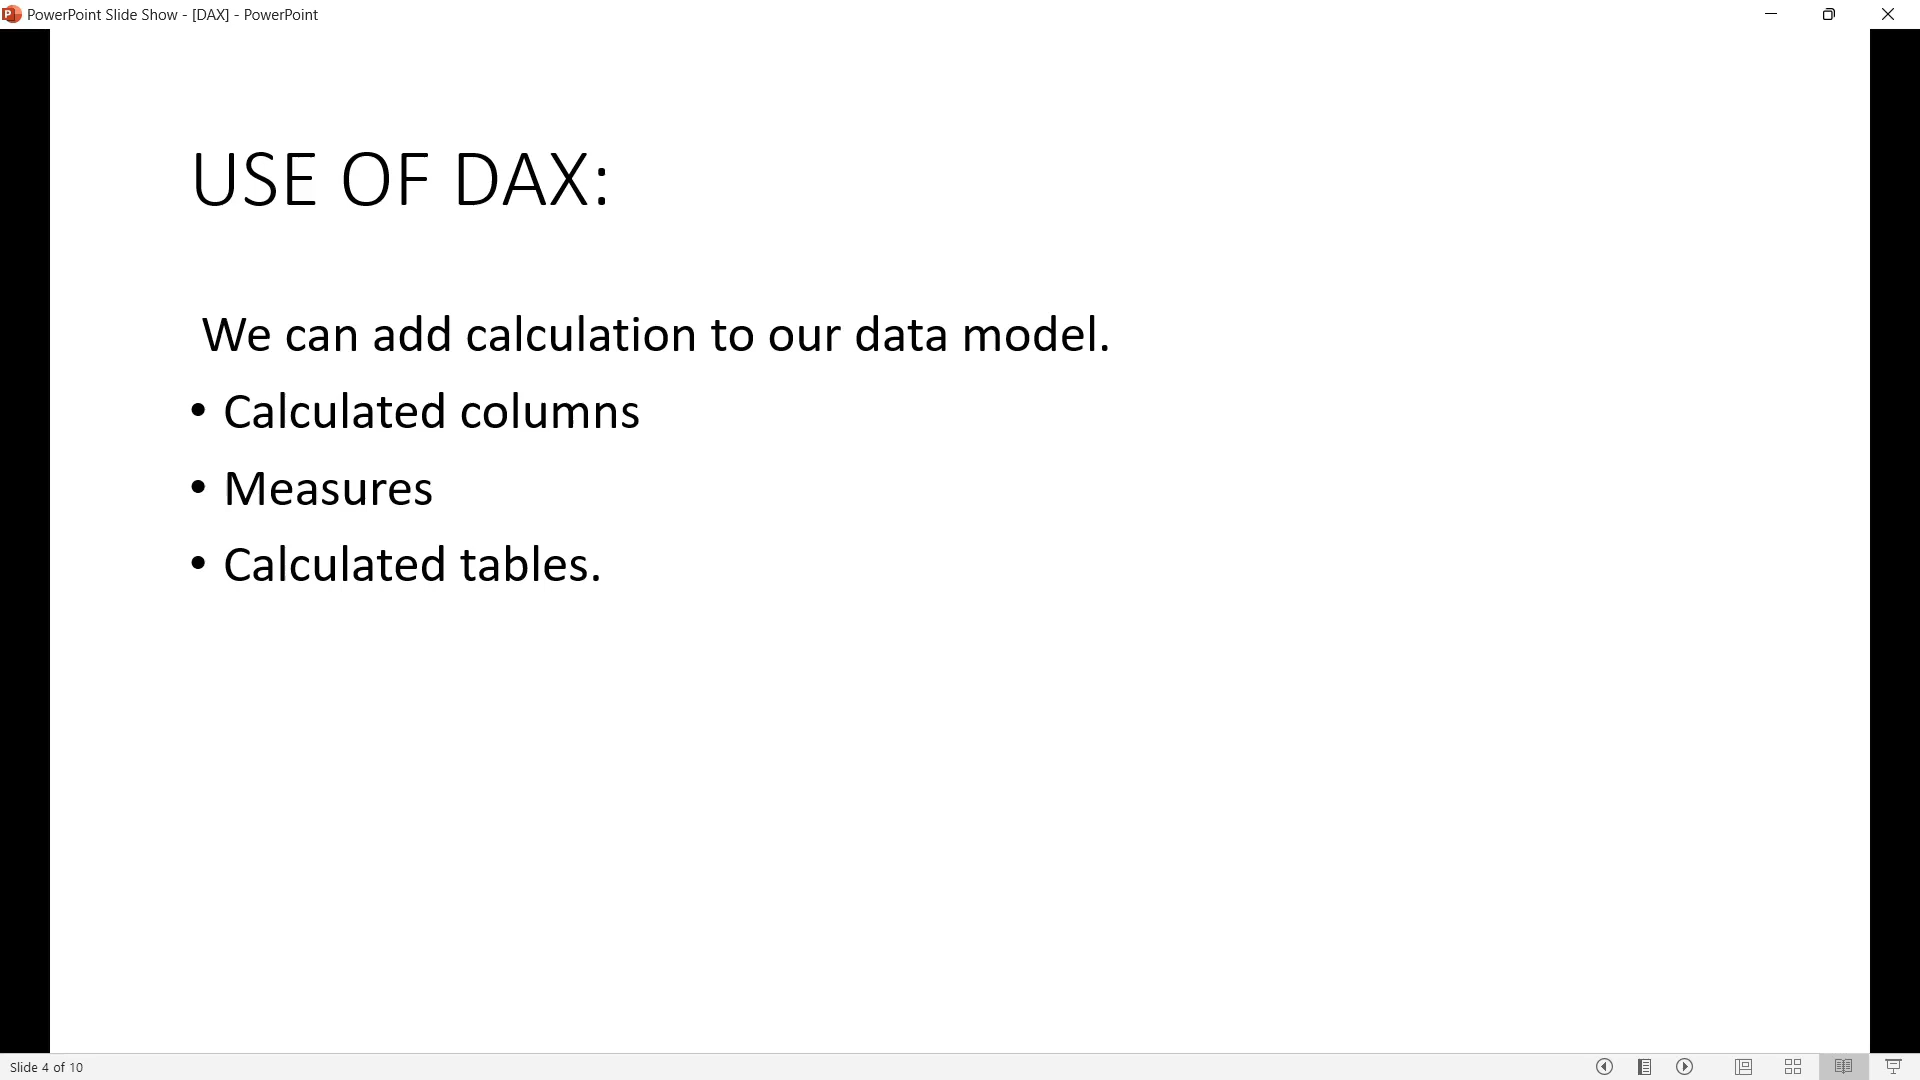 PowerPoint Slide Show - [DAX] - PowerPoint
USE OF DAX:
We can add calculation to our data model.
• Calculated columns
• Measures
• Calculated tables.
Slide 4 of 10